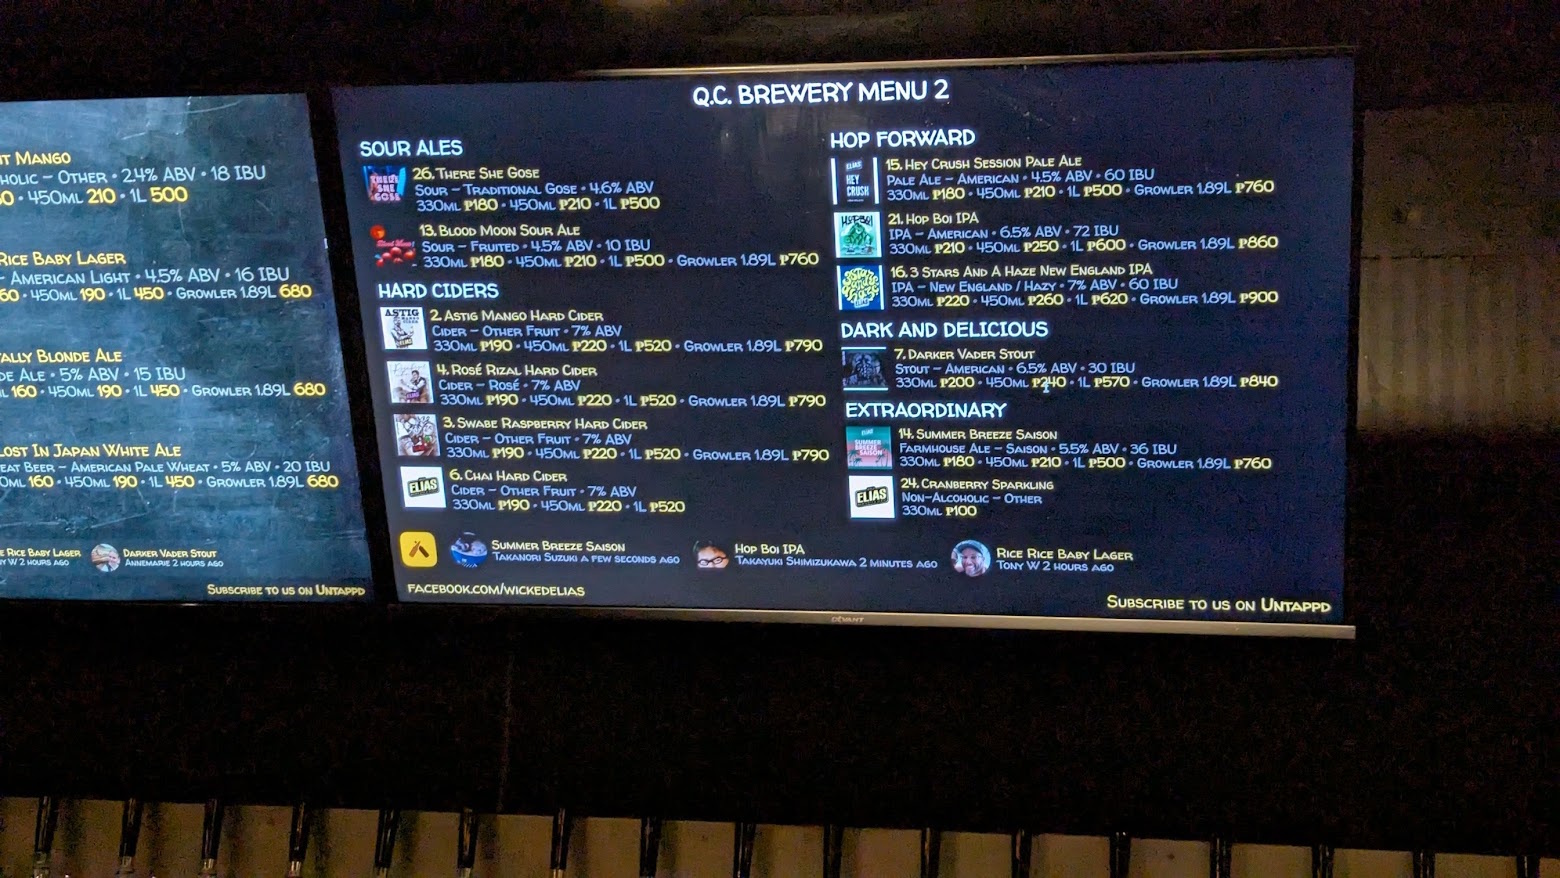 T MANGO
HOLIC - OTHER • 2.4% ABV • 18 IBU
0 • 450ML 210 • 1L 500
RICE BABY LAGER
- AMERICAN LIGHT • 4.5% ABV • 16 IBU
60 • 450ML 190 • 1L 450 • GROWLER 1.89L 680
ALLY BLONDE ALE
DE ALE • 5% ABV • 15 IBU
L 160 • 450ML 190 • 1L 450 • GROWLER 1.89L 680
LOST IN JAPAN WHITE ALE
EAT BEER - AMERICAN PALE WHEAT • 5% ABV • 20 IBU
0ML 160 • 450ML 190 • 1L 450 • GROWLER 1.89L 680
E RICE BABY LAGER
NY W 2 HOURS AGO
DARKER VADER STOUT
ANNEMARIE 2 HOURS AGO
SUBSCRIBE TO US ON UNTAPPD
Q.C. BREWERY MENU 2
SOUR ALES
THERE SHE GOSE
26. THERE SHE GOSE
SOUR - TRADITIONAL GOSE • 4.6% ABV
330ML ₱180 • 450ML ₱210 • 1L ₱500
13. BLOOD MOON SOUR ALE
SOUR - FRUITED • 4.5% ABV • 10 IBU
330ML ₱180 • 450ML ₱210 • 1L ₱500 • GROWLER 1.89L ₱760
HARD CIDERS
ASTIG
2. ASTIG MANGO HARD CIDER
CIDER - OTHER FRUIT • 7% ABV
330ML ₱190 • 450ML ₱220 • 1L ₱520 • GROWLER 1.89L ₱790
4. ROSÉ RIZAL HARD CIDER
CIDER - ROSÉ • 7% ABV
330ML ₱190 • 450ML ₱220 • 1L ₱520 • GROWLER 1.89L ₱790
3. SWABE RASPBERRY HARD CIDER
CIDER - OTHER FRUIT • 7% ABV
330ML ₱190 • 450ML ₱220 • 1L ₱520 • GROWLER 1.89L ₱790
ELIAS
6. CHAI HARD CIDER
CIDER - OTHER FRUIT • 7% ABV
330ML ₱190 • 450ML ₱220 • 1L ₱520
HOP FORWARD
ELIAS HEY CRUSH
15. HEY CRUSH SESSION PALE ALE
PALE ALE - AMERICAN • 4.5% ABV • 60 IBU
330ML ₱180 • 450ML ₱210 • 1L ₱500 • GROWLER 1.89L ₱760
HOP BOI
21. HOP BOI IPA
IPA - AMERICAN • 6.5% ABV • 72 IBU
330ML ₱210 • 450ML ₱250 • 1L ₱600 • GROWLER 1.89L ₱860
16. 3 STARS AND A HAZE NEW ENGLAND IPA
IPA - NEW ENGLAND / HAZY • 7% ABV • 60 IBU
330ML ₱220 • 450ML ₱260 • 1L ₱620 • GROWLER 1.89L ₱900
DARK AND DELICIOUS
7. DARKER VADER STOUT
STOUT - AMERICAN • 6.5% ABV • 30 IBU
330ML ₱200 • 450ML ₱240 • 1L ₱570 • GROWLER 1.89L ₱840
EXTRAORDINARY
SUMMER BREEZE SAISON
14. SUMMER BREEZE SAISON
FARMHOUSE ALE - SAISON • 5.5% ABV • 36 IBU
330ML ₱180 • 450ML ₱210 • 1L ₱500 • GROWLER 1.89L ₱760
ELIAS
24. CRANBERRY SPARKLING
NON-ALCOHOLIC - OTHER
330ML ₱100
SUMMER BREEZE SAISON
TAKANORI SUZUKI A FEW SECONDS AGO
HOP BOI IPA
TAKAYUKI SHIMIZUKAWA 2 MINUTES AGO
RICE RICE BABY LAGER
TONY W 2 HOURS AGO
FACEBOOK.COM/WICKEDELIAS
SUBSCRIBE TO US ON UNTAPPD
DEVANT